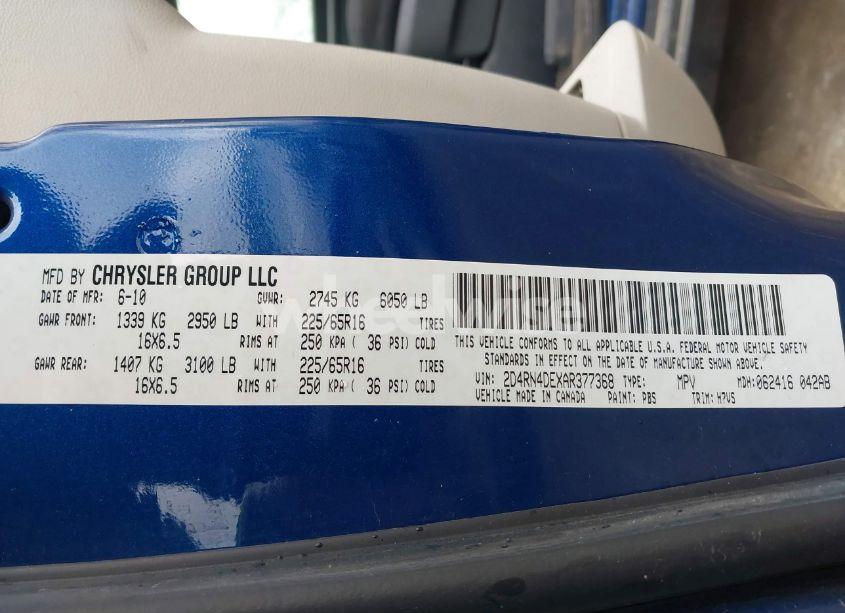 MFD BY CHRYSLER GROUP LLC
DATE OF MFR: 6-10 GVWR: 2745 KG 6050 LB
GAWR FRONT: 1339 KG 2950 LB WITH 225/65R16 TIRES
16X6.5 RIMS AT 250 KPA ( 36 PSI) COLD
GAWR REAR: 1407 KG 3100 LB WITH 225/65R16 TIRES
16X6.5 RIMS AT 250 KPA ( 36 PSI) COLD
THIS VEHICLE CONFORMS TO ALL APPLICABLE U.S.A. FEDERAL MOTOR VEHICLE SAFETY
STANDARDS IN EFFECT ON THE DATE OF MANUFACTURE SHOWN ABOVE.
VIN: 2D4RN4DEXAR377368 TYPE: MPV MDH:062416 042AB
VEHICLE MADE IN CANADA PAINT: PBS TRIM: H7VS
wheelwise